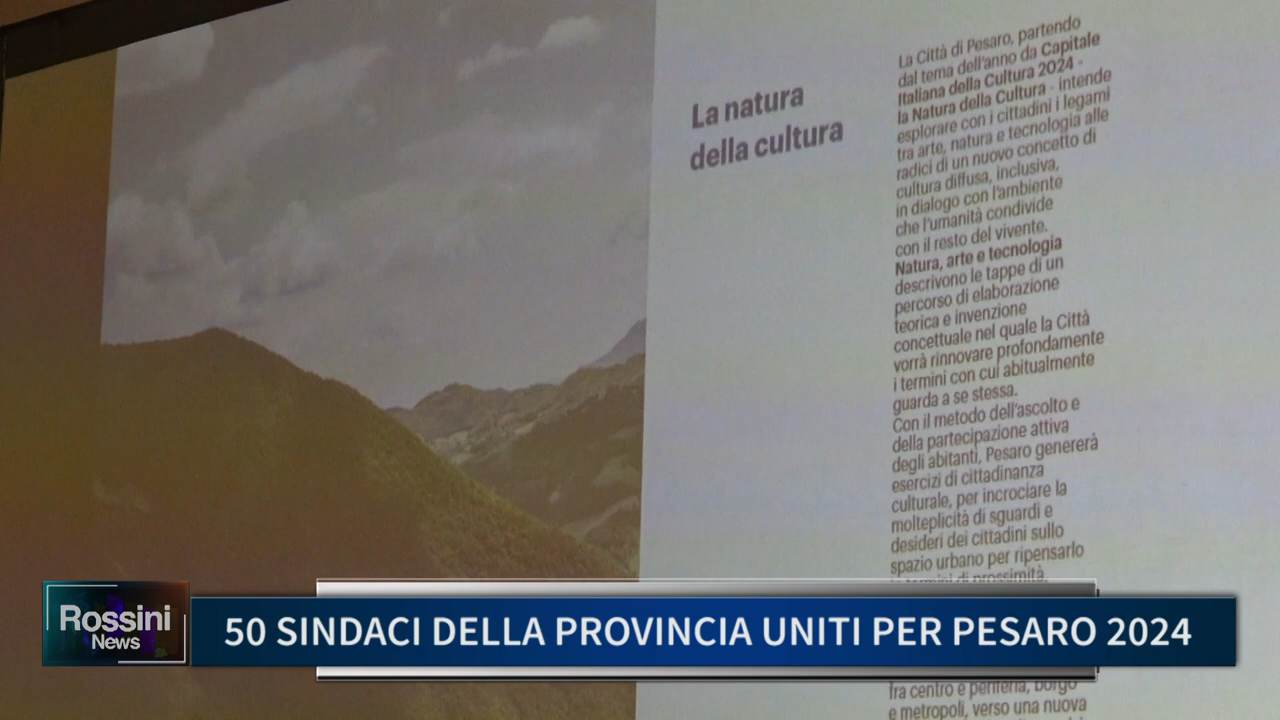 La natura
della cultura
La Città di Pesaro, partendo
dal tema dell'anno da Capitale
Italiana della Cultura 2024 -
la Natura della Cultura - intende
esplorare con i cittadini i legami
tra arte, natura e tecnologia alle
radici di un nuovo concetto di
cultura diffusa, inclusiva,
in dialogo con l'ambiente
che l'umanità condivide
con il resto del vivente.
Natura, arte e tecnologia
descrivono le tappe di un
percorso di elaborazione
teorica e invenzione
concettuale nel quale la Città
vorrà rinnovare profondamente
i termini con cui abitualmente
guarda a se stessa.
Con il metodo dell'ascolto e
della partecipazione attiva
degli abitanti, Pesaro genererà
esercizi di cittadinanza
culturale, per incrociare la
molteplicità di sguardi e
desideri dei cittadini sullo
spazio urbano per ripensarlo
in termini di prossimità,
Rossini
News
50 SINDACI DELLA PROVINCIA UNITI PER PESARO 2024
fra centro e periferia, borgo
e metropoli, verso una nuova